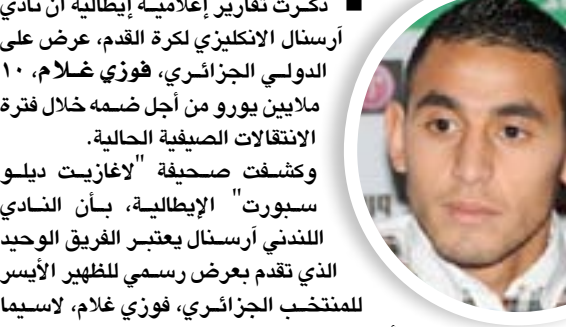 ■ ذكرت تقارير إعلامية إيطالية أن نادي
آرسنال الانكليزي لكرة القدم، عرض على
الدولي الجزائري، فوزي غلام، ١٠
ملايين يورو من أجل ضمه خلال فترة
الانتقالات الصيفية الحالية.
وكشفت صحيفة "لاغازيت ديلو
سبورت" الإيطالية، بأن النادي
اللندني آرسنال يعتبر الفريق الوحيد
الذي تقدم بعرض رسمي للظهير الأيسر
للمنتخب الجزائري، فوزي غلام، لاسيما